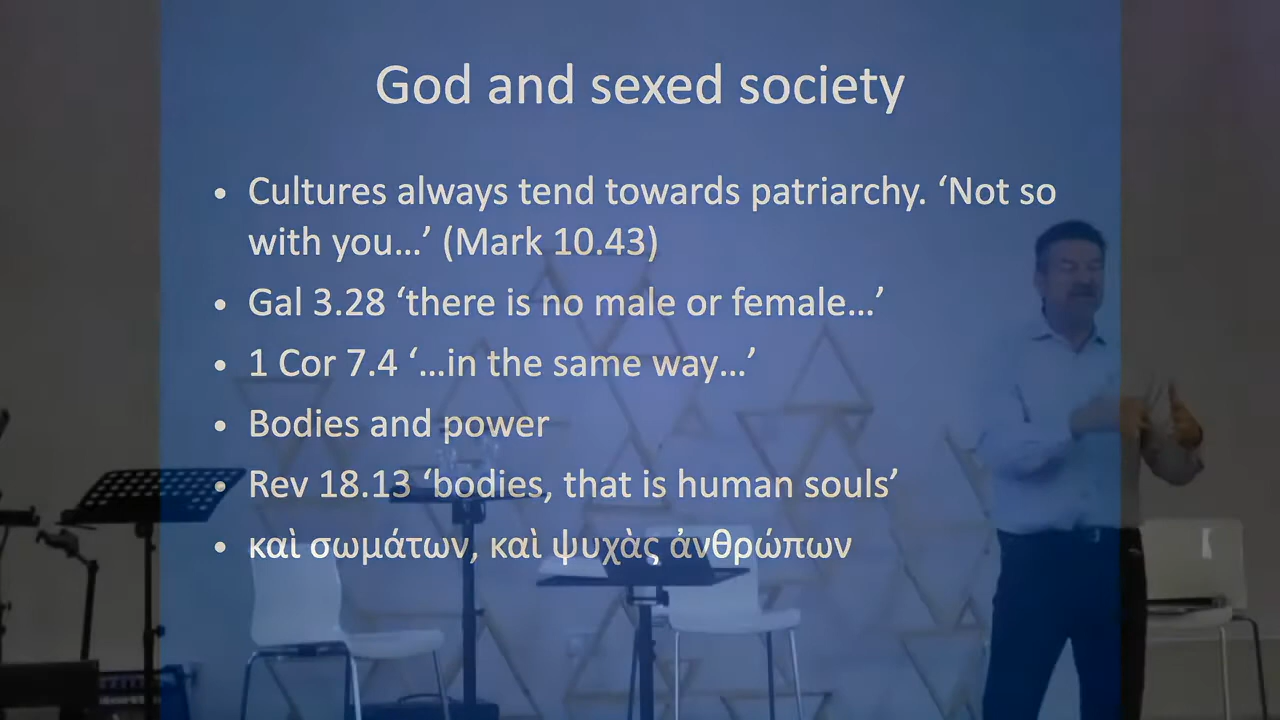 God and sexed society
• Cultures always tend towards patriarchy. ‘Not so
with you…’ (Mark 10.43)
• Gal 3.28 ‘there is no male or female…’
• 1 Cor 7.4 ‘…in the same way…’
• Bodies and power
• Rev 18.13 ‘bodies, that is human souls’
• καὶ σωμάτων, καὶ ψυχὰς ἀνθρώπων